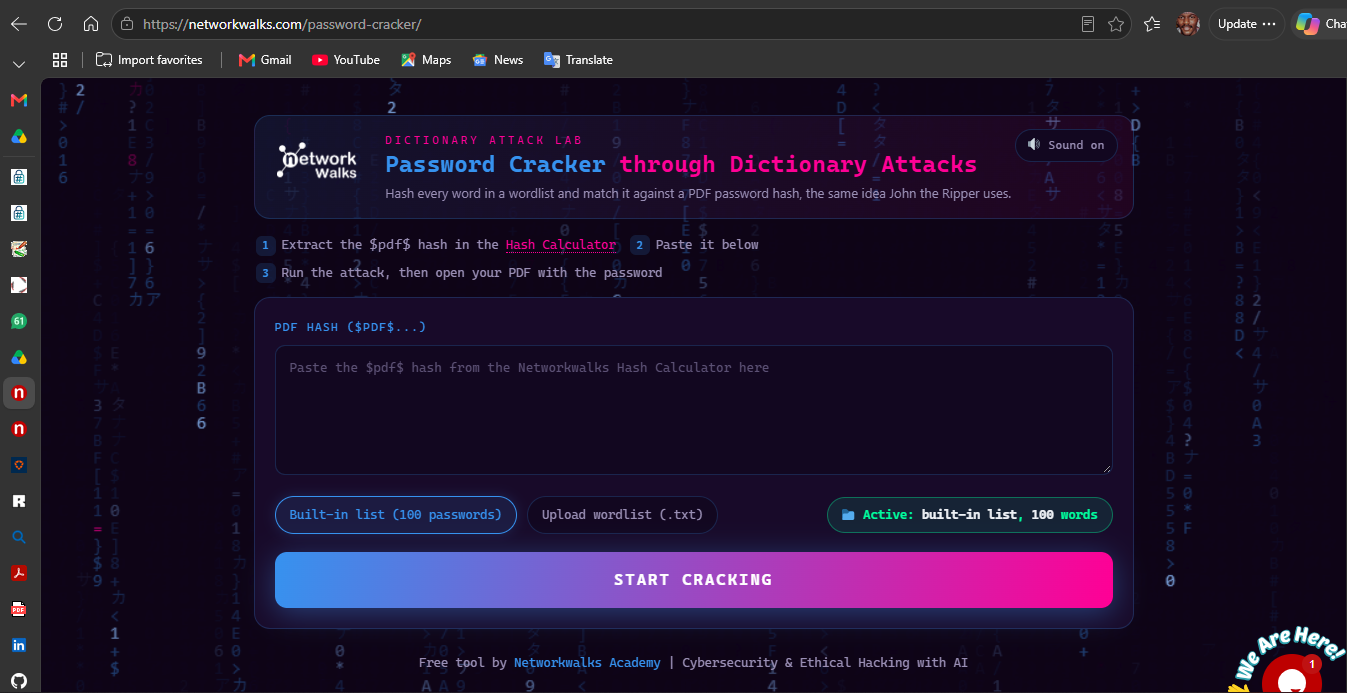 https://networkwalks.com/password-cracker/
Update
Import favorites
Gmail
YouTube
Maps
News
Translate
DICTIONARY ATTACK LAB
network
Walks
Password Cracker through Dictionary Attacks
Sound on
Hash every word in a wordlist and match it against a PDF password hash, the same idea John the Ripper uses.
1 Extract the $pdf$ hash in the Hash Calculator 2 Paste it below
3 Run the attack, then open your PDF with the password
PDF HASH ($PDF$...)
Paste the $pdf$ hash from the Networkwalks Hash Calculator here
Built-in list (100 passwords)
Upload wordlist (.txt)
Active: built-in list, 100 words
START CRACKING
Free tool by Networkwalks Academy | Cybersecurity & Ethical Hacking with AI
We Are Here!
1
61